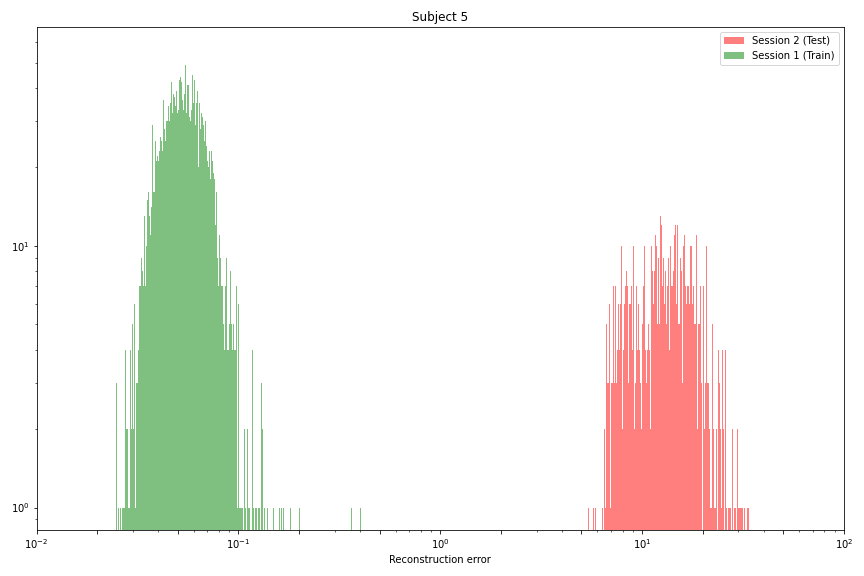 Subject 5
Session 2 (Test)
Session 1 (Train)
10¹
10⁰
10⁻² 10⁻¹ 10⁰ 10¹ 10²
Reconstruction error